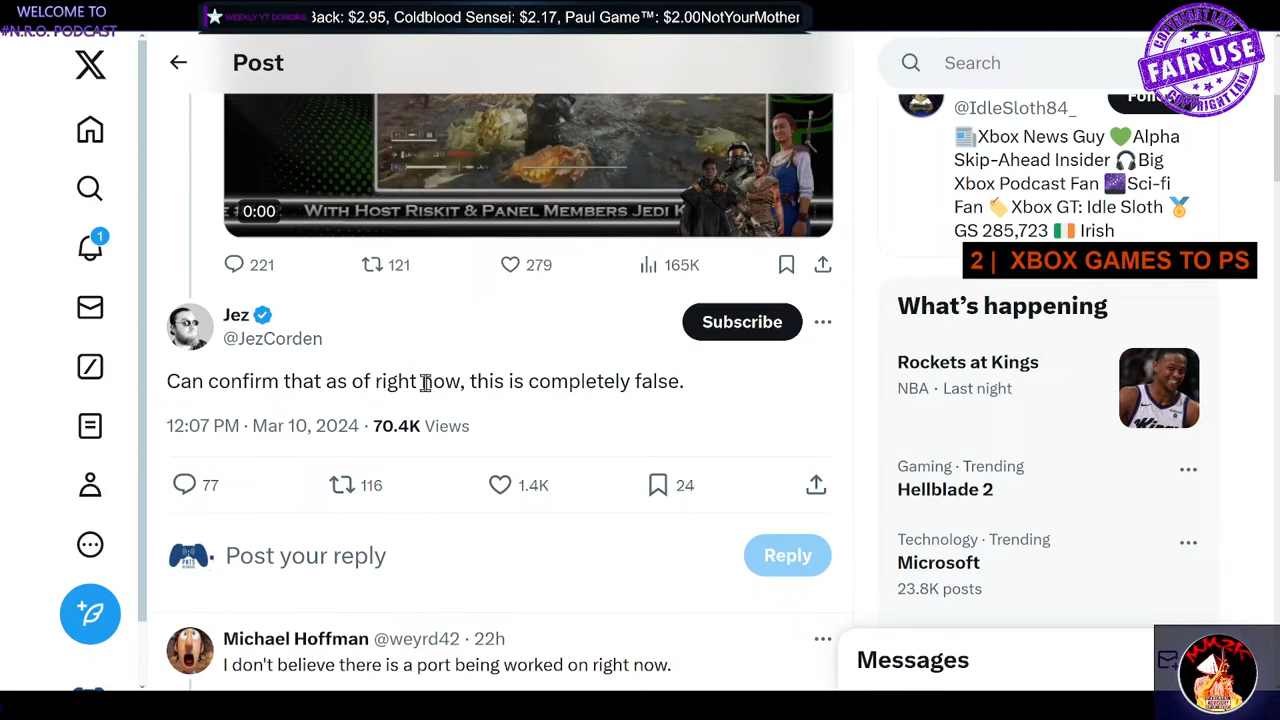 WELCOME TO
#N.R.O. PODCAST
WEEKLY YT DONORS:
Back: $2.95, Coldblood Sensei: $2.17, Paul Game™: $2.00NotYourMother
Post
Search
FAIR USE
COPYRIGHT LAW
@IdleSloth84_
Follow
📰Xbox News Guy 💚Alpha
Skip-Ahead Insider 🎧Big
Xbox Podcast Fan 🌌Sci-fi
Fan 🏷️Xbox GT: Idle Sloth 🏅
GS 285,723 🇮🇪 Irish
2 | XBOX GAMES TO PS
0:00
WITH HOST RISKIT & PANEL MEMBERS JEDI K
221
121
279
165K
Jez
@JezCorden
Subscribe
Can confirm that as of right now, this is completely false.
12:07 PM · Mar 10, 2024 · 70.4K Views
77
116
1.4K
24
Post your reply
Reply
Michael Hoffman @weyrd42 · 22h
I don't believe there is a port being worked on right now.
What's happening
Rockets at Kings
NBA · Last night
Gaming · Trending
Hellblade 2
Technology · Trending
Microsoft
23.8K posts
Messages
MM2K
1